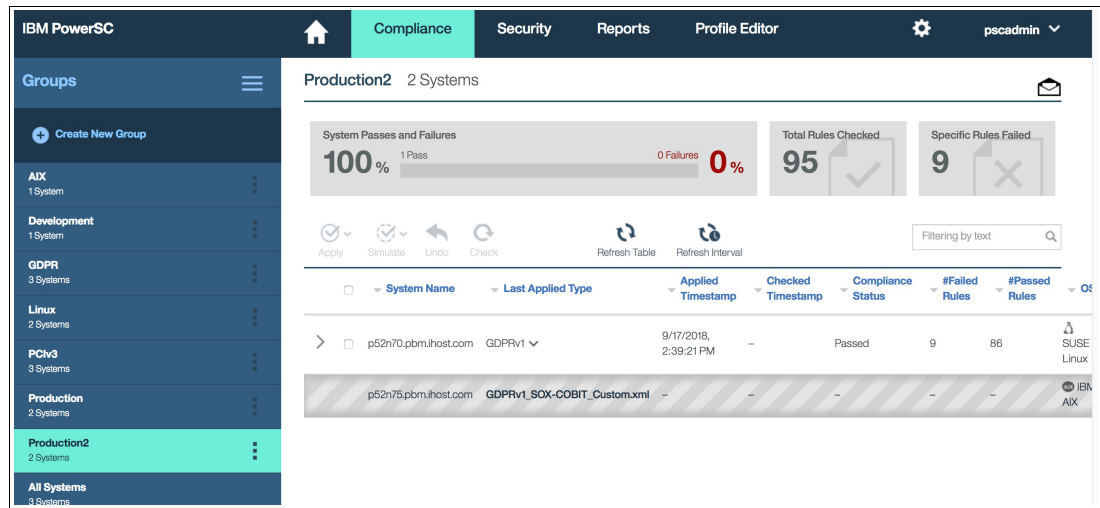 IBM PowerSC
Compliance
Security
Reports
Profile Editor
pscadmin
Groups
Create New Group
AIX
1 System
Development
1 System
GDPR
3 Systems
Linux
2 Systems
PCIv3
3 Systems
Production
2 Systems
Production2
2 Systems
All Systems
3 Systems
Production2 2 Systems
System Passes and Failures
100 % 1 Pass 0 Failures 0 %
Total Rules Checked
95
Specific Rules Failed
9
Apply
Simulate
Undo
Check
Refresh Table
Refresh Interval
Filtering by text
System Name
Last Applied Type
Applied
Timestamp
Checked
Timestamp
Compliance
Status
#Failed
Rules
#Passed
Rules
OS
p52n70.pbm.ihost.com GDPRv1
9/17/2018,
2:39:21 PM
– Passed 9 86
SUSE
Linux
p52n75.pbm.ihost.com GDPRv1_SOX-COBIT_Custom.xml – – – – –
IBM
AIX